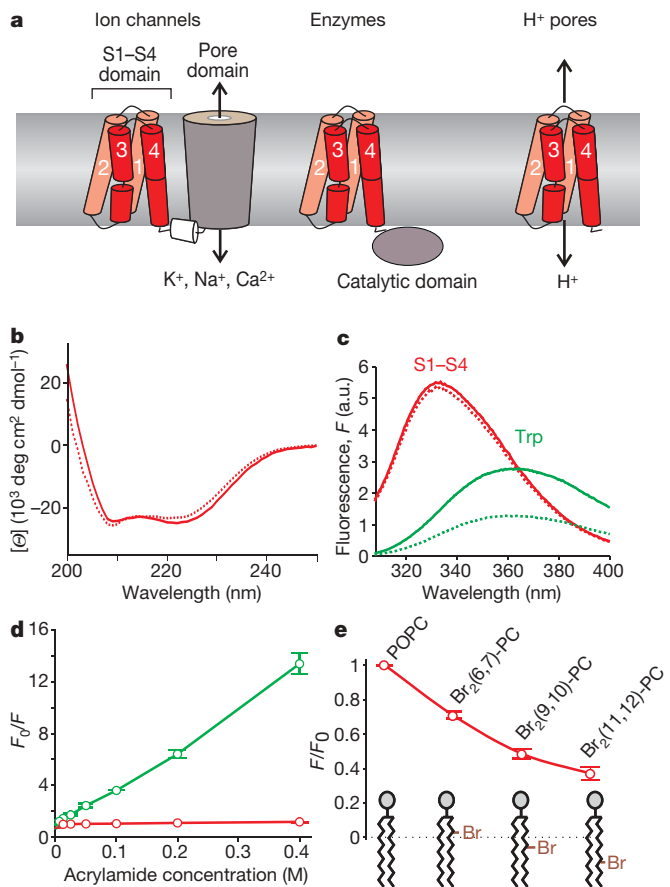 a
Ion channels
Enzymes
H+ pores
S1–S4
domain
Pore
domain
2 3 1 4
2 3 1 4
2 3 1 4
K+, Na+, Ca2+
Catalytic domain
H+
b
[Θ] (10³ deg cm² dmol⁻¹)
20
0
–20
200 220 240
Wavelength (nm)
c
Fluorescence, F (a.u.)
6
5
4
3
2
1
0
S1–S4
Trp
320 340 360 380 400
Wavelength (nm)
d
F0/F
16
12
8
4
0
0 0.1 0.2 0.3 0.4
Acrylamide concentration (M)
e
F/F0
1
0.8
0.6
0.4
0.2
0
POPC
Br2(6,7)-PC
Br2(9,10)-PC
Br2(11,12)-PC
Br
Br
Br